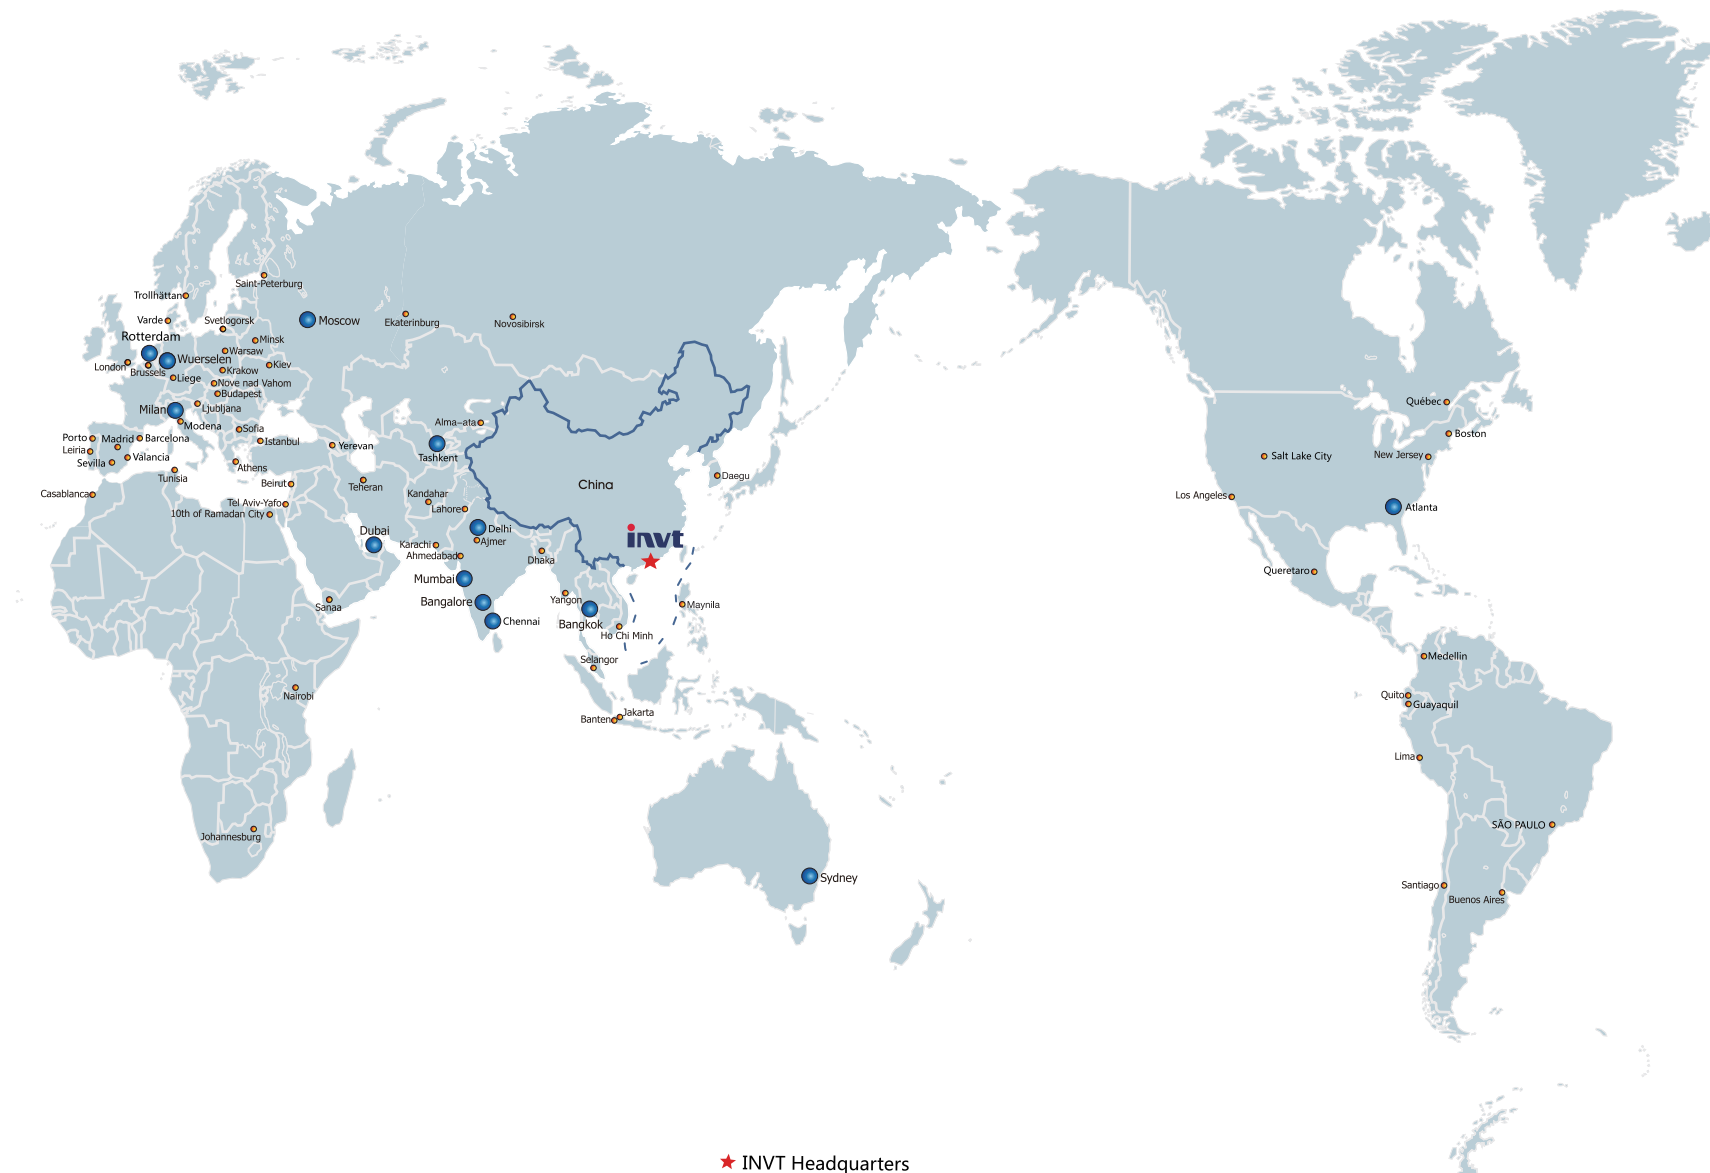 Saint-Peterburg
Trollhättan
Varde
Svetlogorsk
Moscow
Ekaterinburg
Novosibirsk
Rotterdam
Minsk
Warsaw
Wuerselen
London
Brussels
Kiev
Krakow
Liege
Nove nad Vahom
Budapest
Milan
Ljubljana
Modena
Sofia
Alma-ata
Porto
Madrid
Barcelona
Istanbul
Yerevan
Leiria
Tashkent
Sevilla
Valancia
Athens
Tunisia
Casablanca
Beirut
Teheran
Kandahar
Tel Aviv-Yafo
10th of Ramadan City
Lahore
China
Daegu
Dubai
Delhi
Karachi
Ajmer
Ahmedabad
Dhaka
invt
Mumbai
Bangalore
Chennai
Yangon
Bangkok
Maynila
Ho Chi Minh
Sanaa
Selangor
Nairobi
Banten
Jakarta
Johannesburg
Sydney
Québec
Boston
Salt Lake City
New Jersey
Los Angeles
Atlanta
Queretaro
Medellin
Quito
Guayaquil
Lima
SÃO PAULO
Santiago
Buenos Aires
INVT Headquarters